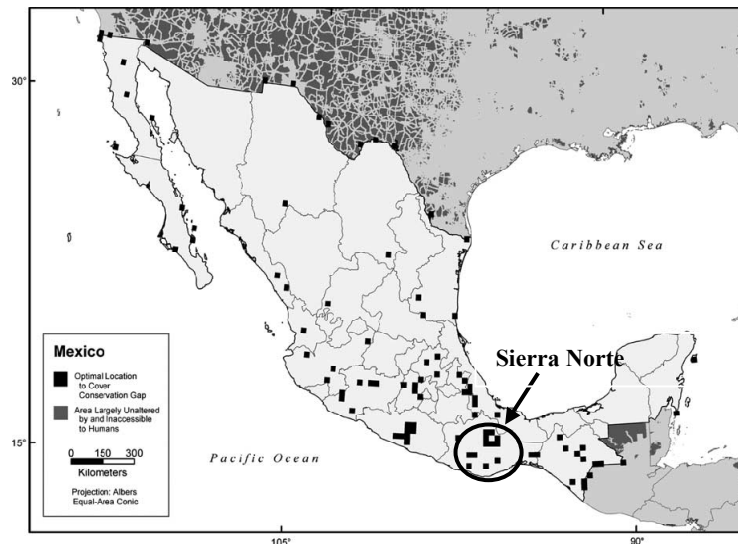 30°
Caribbean Sea
Sierra Norte
Mexico
Optimal Location
to Cover
Conservation Gap
Area Largely Unaltered
by and Inaccessible
to Humans
0 150 300
Kilometers
Projection: Albers
Equal-Area Conic
15°
Pacific Ocean
105°
90°